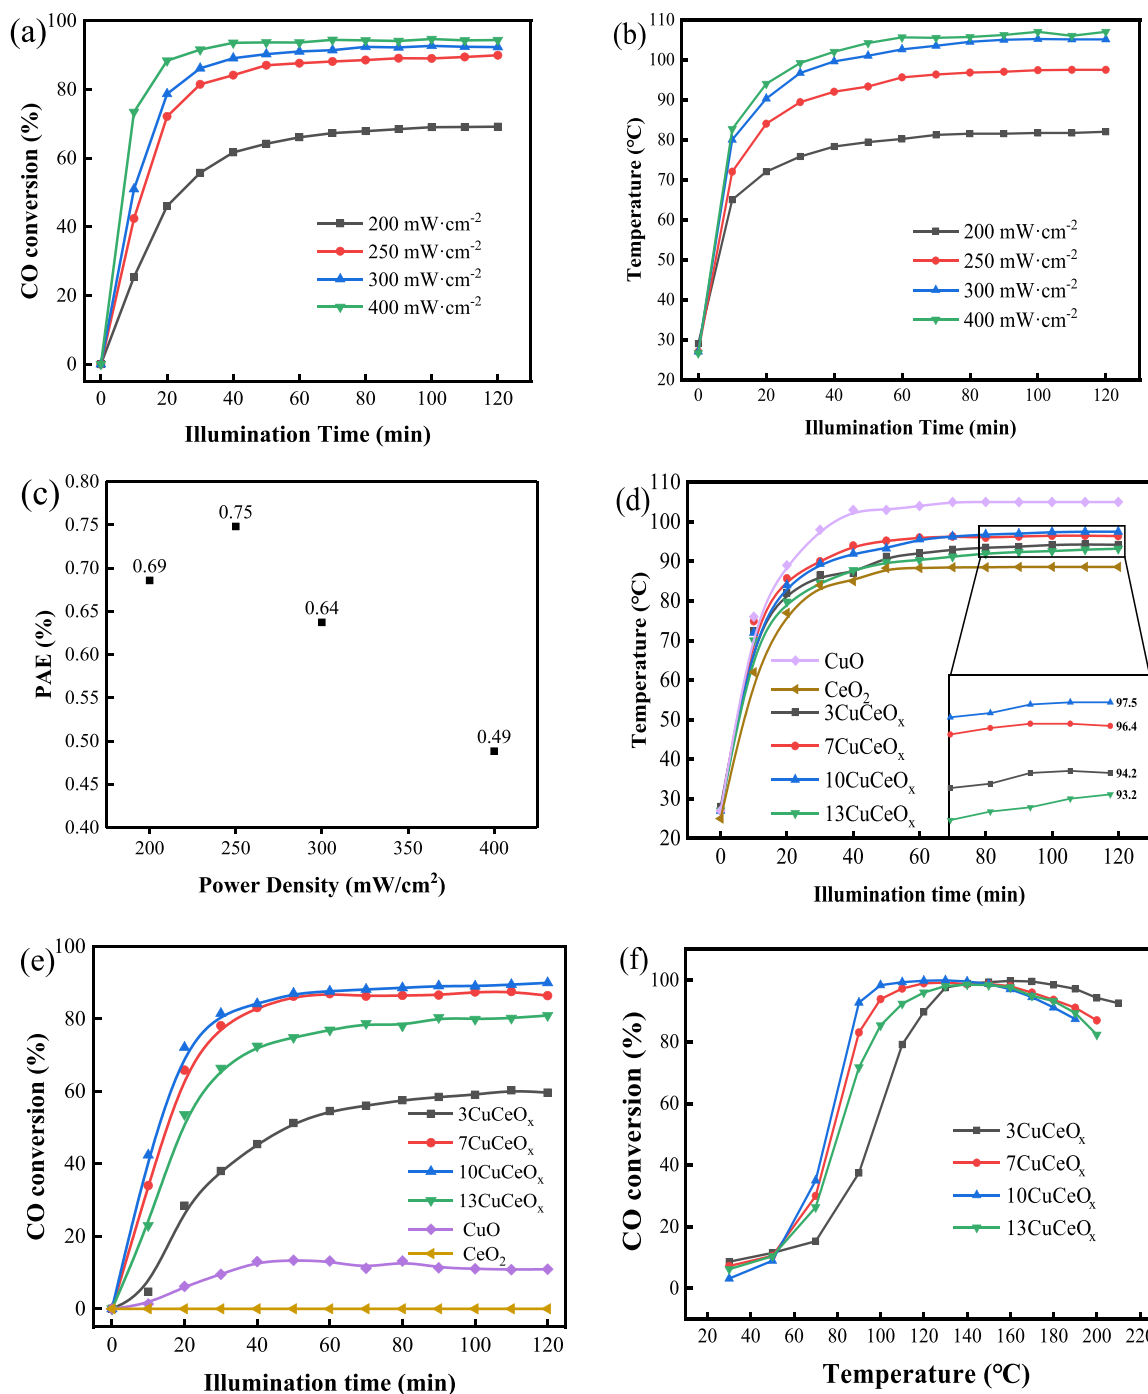 (a)
100
80
60
40
20
0
CO conversion (%)
200 mW·cm-2
250 mW·cm-2
300 mW·cm-2
400 mW·cm-2
0 20 40 60 80 100 120
Illumination Time (min)
(b)
110
100
90
80
70
60
50
40
30
20
Temperature (℃)
200 mW·cm-2
250 mW·cm-2
300 mW·cm-2
400 mW·cm-2
0 20 40 60 80 100 120
Illumination Time (min)
(c)
0.80
0.75
0.70
0.65
0.60
0.55
0.50
0.45
0.40
PAE (%)
0.69
0.75
0.64
0.49
200 250 300 350 400
Power Density (mW/cm2)
(d)
110
100
90
80
70
60
50
40
30
20
Temperature (℃)
CuO
CeO2
3CuCeOx
7CuCeOx
10CuCeOx
13CuCeOx
97.5
96.4
94.2
93.2
0 20 40 60 80 100 120
Illumination time (min)
(e)
100
80
60
40
20
0
CO conversion (%)
3CuCeOx
7CuCeOx
10CuCeOx
13CuCeOx
CuO
CeO2
0 20 40 60 80 100 120
Illumination time (min)
(f)
100
80
60
40
20
0
CO conversion (%)
3CuCeOx
7CuCeOx
10CuCeOx
13CuCeOx
20 40 60 80 100 120 140 160 180 200 220
Temperature (℃)